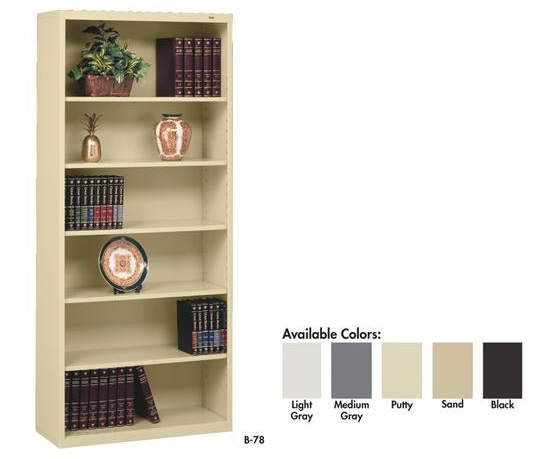 Available Colors:
Light Gray
Medium Gray
Putty
Sand
Black
B-78